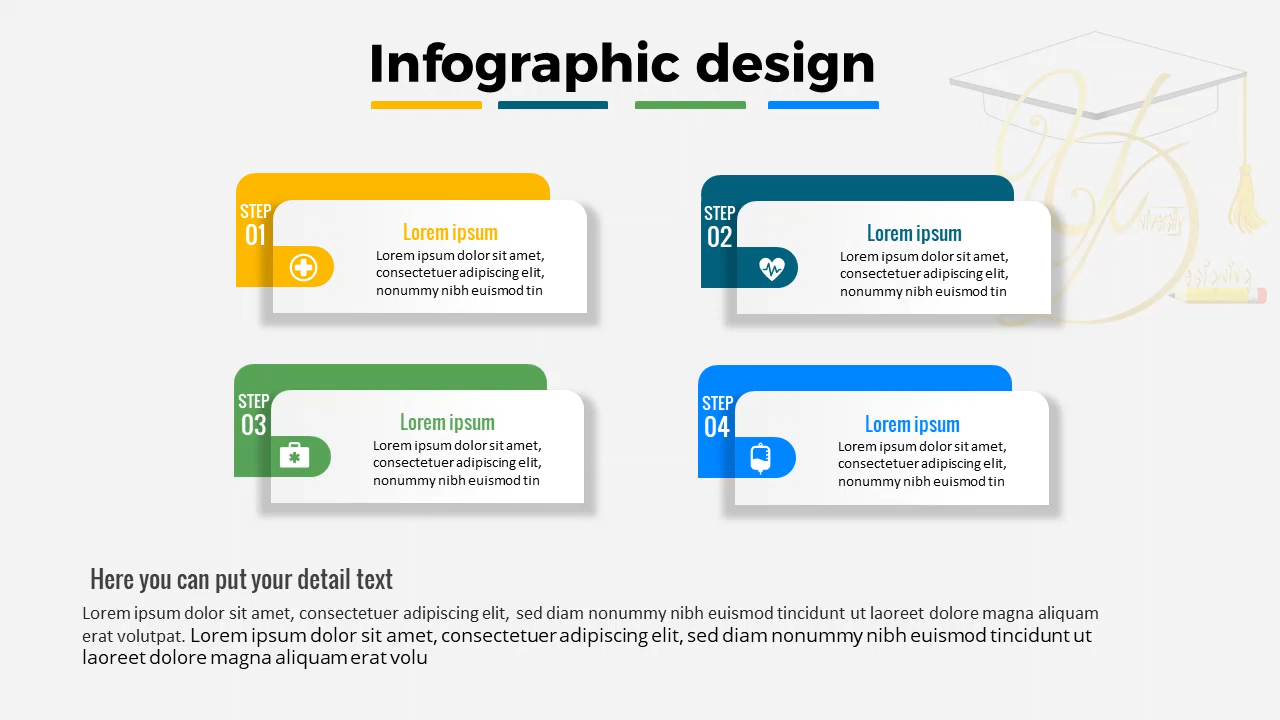 Infographic design
STEP
01
Lorem ipsum
Lorem ipsum dolor sit amet,
consectetuer adipiscing elit,
nonummy nibh euismod tin
STEP
02
Lorem ipsum
Lorem ipsum dolor sit amet,
consectetuer adipiscing elit,
nonummy nibh euismod tin
STEP
03
Lorem ipsum
Lorem ipsum dolor sit amet,
consectetuer adipiscing elit,
nonummy nibh euismod tin
STEP
04
Lorem ipsum
Lorem ipsum dolor sit amet,
consectetuer adipiscing elit,
nonummy nibh euismod tin
Here you can put your detail text
Lorem ipsum dolor sit amet, consectetuer adipiscing elit, sed diam nonummy nibh euismod tincidunt ut laoreet dolore magna aliquam
erat volutpat. Lorem ipsum dolor sit amet, consectetuer adipiscing elit, sed diam nonummy nibh euismod tincidunt ut
laoreet dolore magna aliquam erat volu